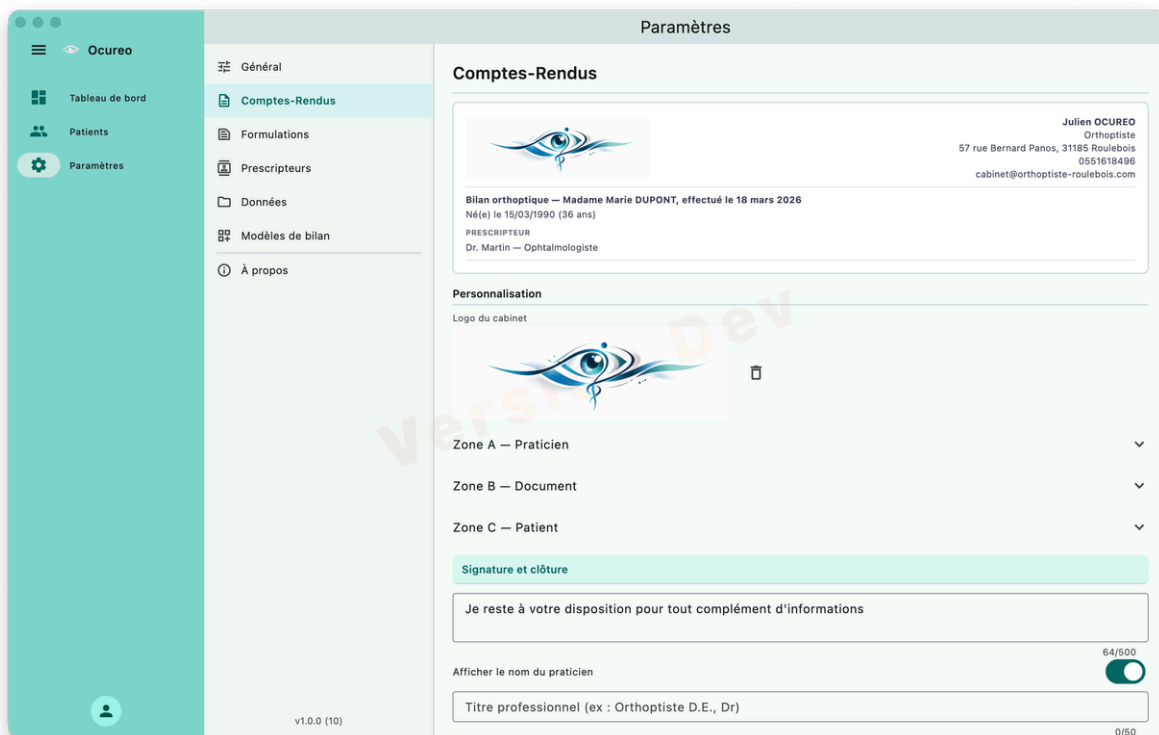 Paramètres
Ocureo
Tableau de bord
Patients
Paramètres
Général
Comptes-Rendus
Formulations
Prescripteurs
Données
Modèles de bilan
À propos
v1.0.0 (10)
Comptes-Rendus
Julien OCUREO
Orthoptiste
57 rue Bernard Panos, 31185 Roulebois
0551618496
cabinet@orthoptiste-roulebois.com
Bilan orthoptique — Madame Marie DUPONT, effectué le 18 mars 2026
Né(e) le 15/03/1990 (36 ans)
PRESCRIPTEUR
Dr. Martin — Ophtalmologiste
Personnalisation
Logo du cabinet
Version Dev
Zone A — Praticien
Zone B — Document
Zone C — Patient
Signature et clôture
Je reste à votre disposition pour tout complément d'informations
64/500
Afficher le nom du praticien
Titre professionnel (ex : Orthoptiste D.E., Dr)
0/50